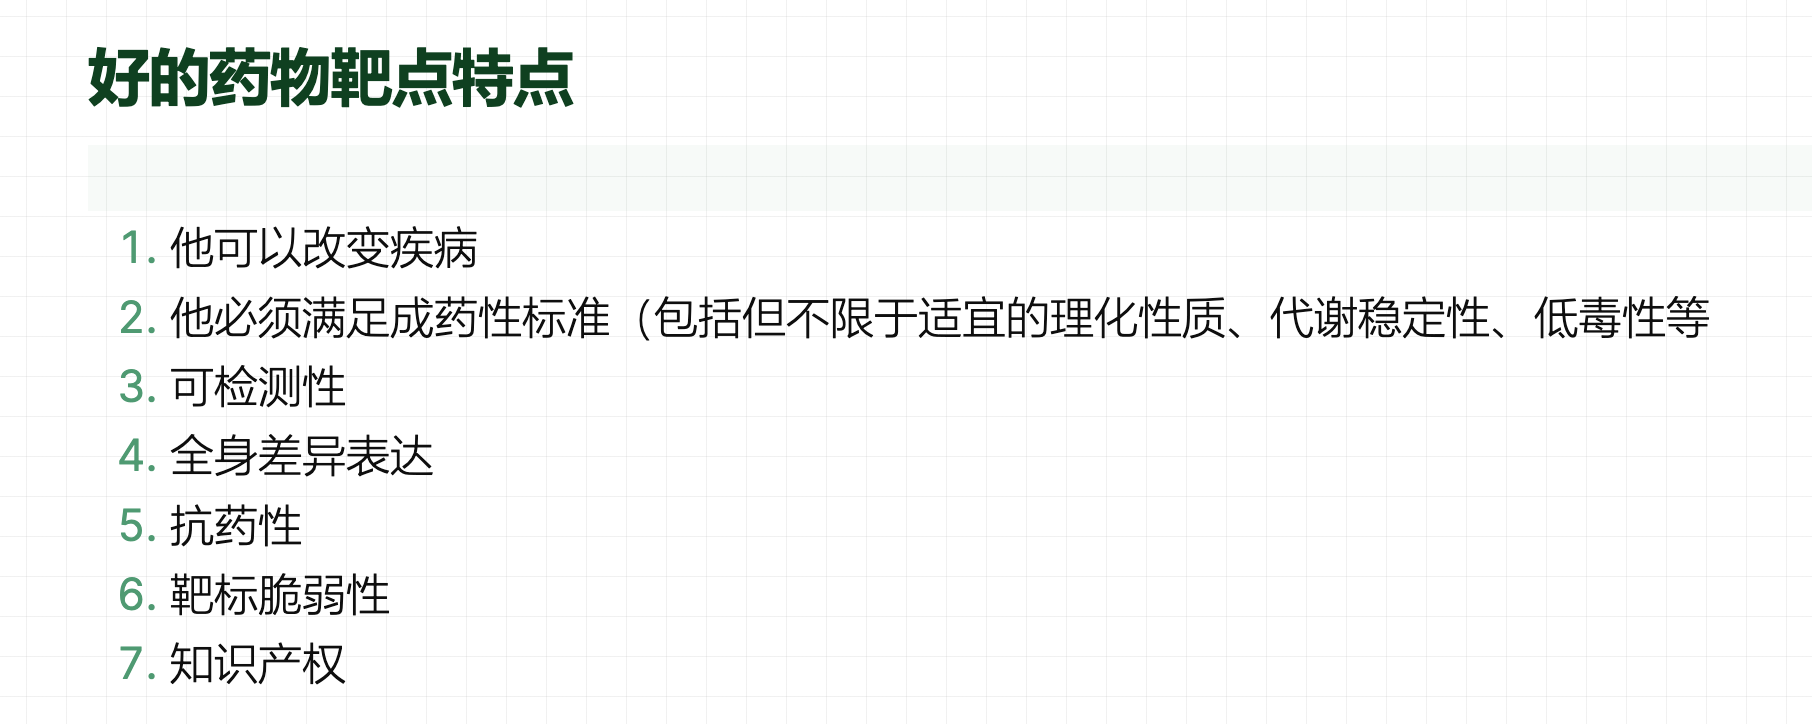 好的药物靶点特点
1. 他可以改变疾病
2. 他必须满足成药性标准（包括但不限于适宜的理化性质、代谢稳定性、低毒性等
3. 可检测性
4. 全身差异表达
5. 抗药性
6. 靶标脆弱性
7. 知识产权